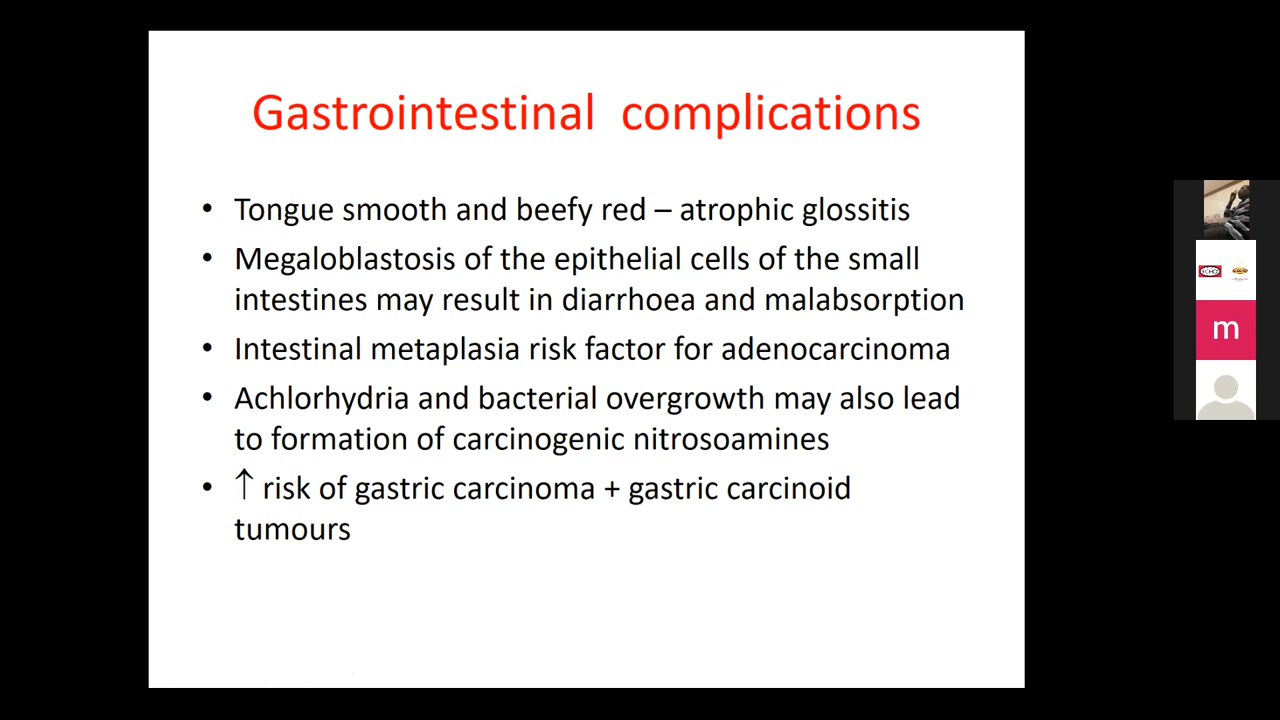 Gastrointestinal complications
• Tongue smooth and beefy red – atrophic glossitis
• Megaloblastosis of the epithelial cells of the small
intestines may result in diarrhoea and malabsorption
• Intestinal metaplasia risk factor for adenocarcinoma
• Achlorhydria and bacterial overgrowth may also lead
to formation of carcinogenic nitrosoamines
• ↑ risk of gastric carcinoma + gastric carcinoid
tumours
m